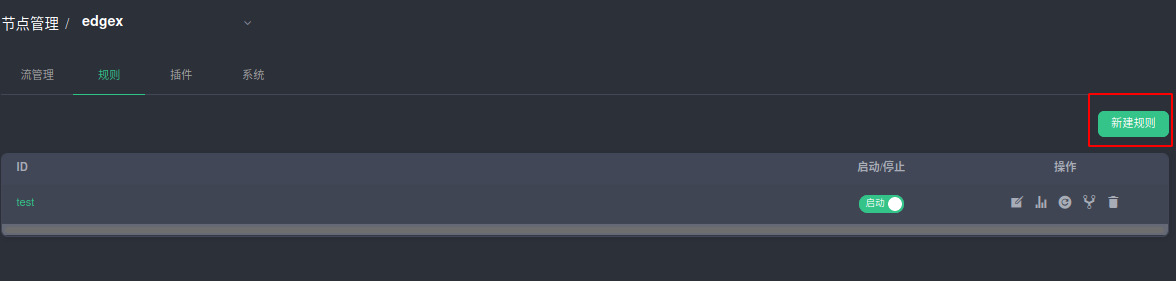 节点管理 / edgex
流管理 规则 插件 系统
新建规则
ID 启动/停止 操作
test 启动